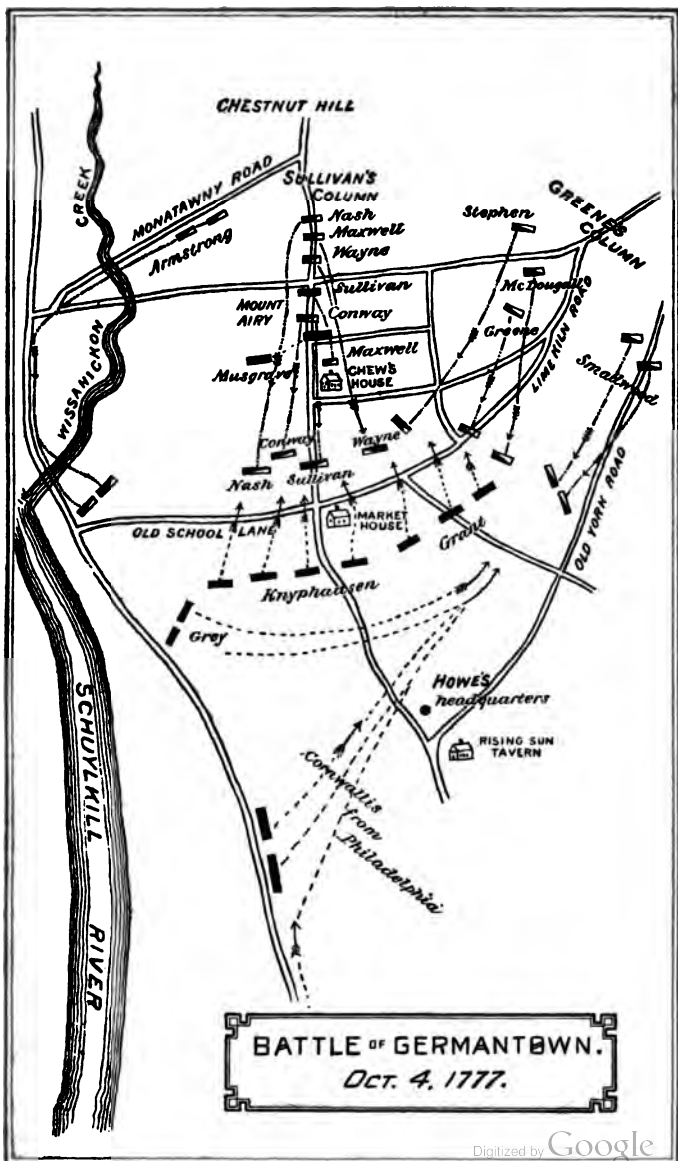 CHESTNUT HILL
CREEK
MONATAWNY ROAD
SULLIVAN'S
COLUMN
Nash
Maxwell
Wayne
Armstrong
Stephen
GREENE'S
COLUMN
Sullivan
McDougall
MOUNT
AIRY
Conway
Greene
LIME KILN ROAD
WISSAHICKON
Musgrave
Maxwell
CHEW'S
HOUSE
Smallwood
Conway
Wayne
Nash
Sullivan
OLD SCHOOL LANE
MARKET
HOUSE
Grant
OLD YORK ROAD
Knyphausen
Grey
HOWE'S
headquarters
RISING SUN
TAVERN
SCHUYLKILL
RIVER
Cornwallis
from
Philadelphia
BATTLE OF GERMANTOWN.
OCT. 4, 1777.
Digitized by Google